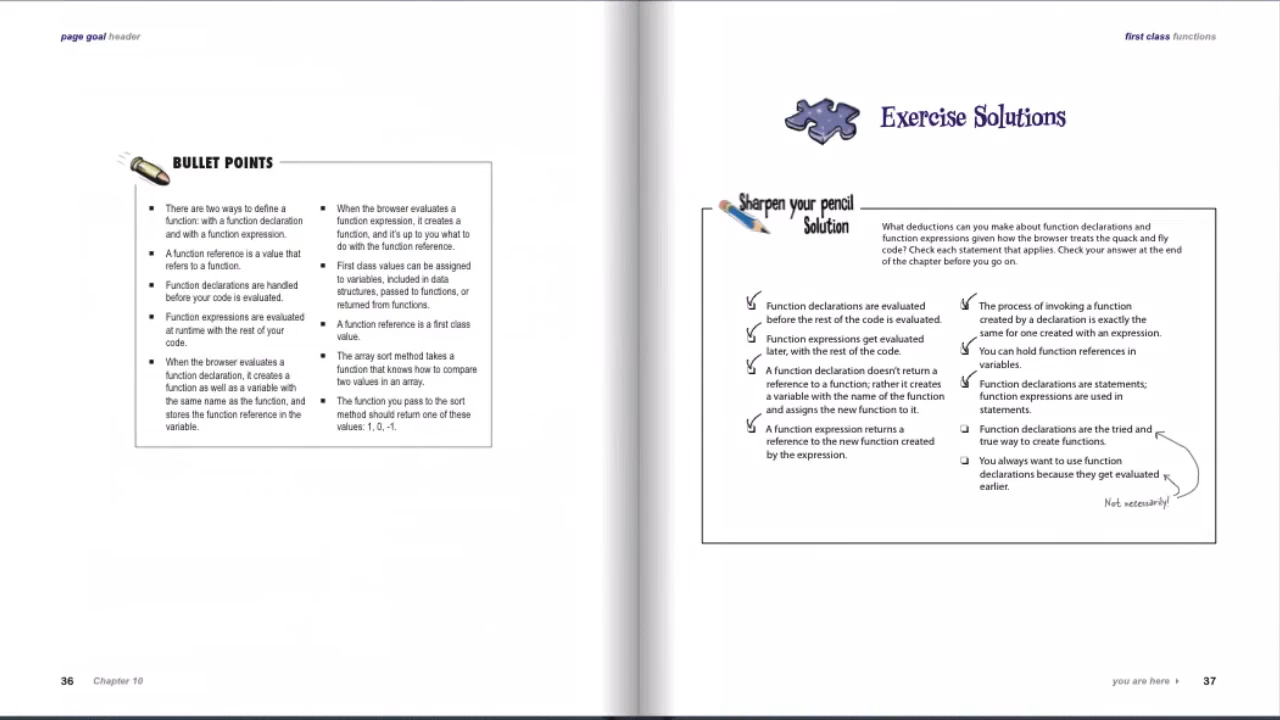 page goal header
BULLET POINTS
There are two ways to define a
function: with a function declaration
and with a function expression.
A function reference is a value that
refers to a function.
Function declarations are handled
before your code is evaluated.
Function expressions are evaluated
at runtime with the rest of your
code.
When the browser evaluates a
function declaration, it creates a
function as well as a variable with
the same name as the function, and
stores the function reference in the
variable.
When the browser evaluates a
function expression, it creates a
function, and it's up to you what to
do with the function reference.
First class values can be assigned
to variables, included in data
structures, passed to functions, or
returned from functions.
A function reference is a first class
value.
The array sort method takes a
function that knows how to compare
two values in an array.
The function you pass to the sort
method should return one of these
values: 1, 0, -1.
36 Chapter 10
first class functions
Exercise Solutions
Sharpen your pencil
Solution
What deductions can you make about function declarations and
function expressions given how the browser treats the quack and fly
code? Check each statement that applies. Check your answer at the end
of the chapter before you go on.
Function declarations are evaluated
before the rest of the code is evaluated.
Function expressions get evaluated
later, with the rest of the code.
A function declaration doesn't return a
reference to a function; rather it creates
a variable with the name of the function
and assigns the new function to it.
A function expression returns a
reference to the new function created
by the expression.
The process of invoking a function
created by a declaration is exactly the
same for one created with an expression.
You can hold function references in
variables.
Function declarations are statements;
function expressions are used in
statements.
Function declarations are the tried and
true way to create functions.
You always want to use function
declarations because they get evaluated
earlier.
Not necessarily!
you are here 37